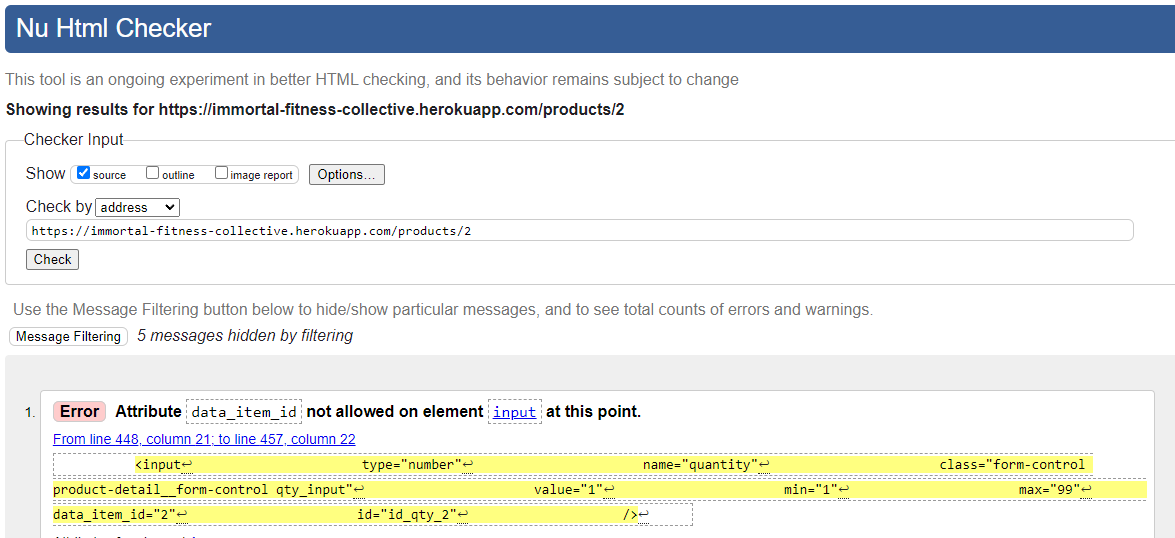 Nu Html Checker
This tool is an ongoing experiment in better HTML checking, and its behavior remains subject to change
Showing results for https://immortal-fitness-collective.herokuapp.com/products/2
Checker Input
Show source outline image report Options...
Check by address
https://immortal-fitness-collective.herokuapp.com/products/2
Check
Use the Message Filtering button below to hide/show particular messages, and to see total counts of errors and warnings.
Message Filtering 5 messages hidden by filtering
1. Error Attribute data_item_id not allowed on element input at this point.
From line 448, column 21; to line 457, column 22
<input↩ type="number"↩ name="quantity"↩ class="form-control
product-detail__form-control qty_input"↩ value="1"↩ min="1"↩ max="99"↩
data_item_id="2"↩ id="id_qty_2"↩ />↩